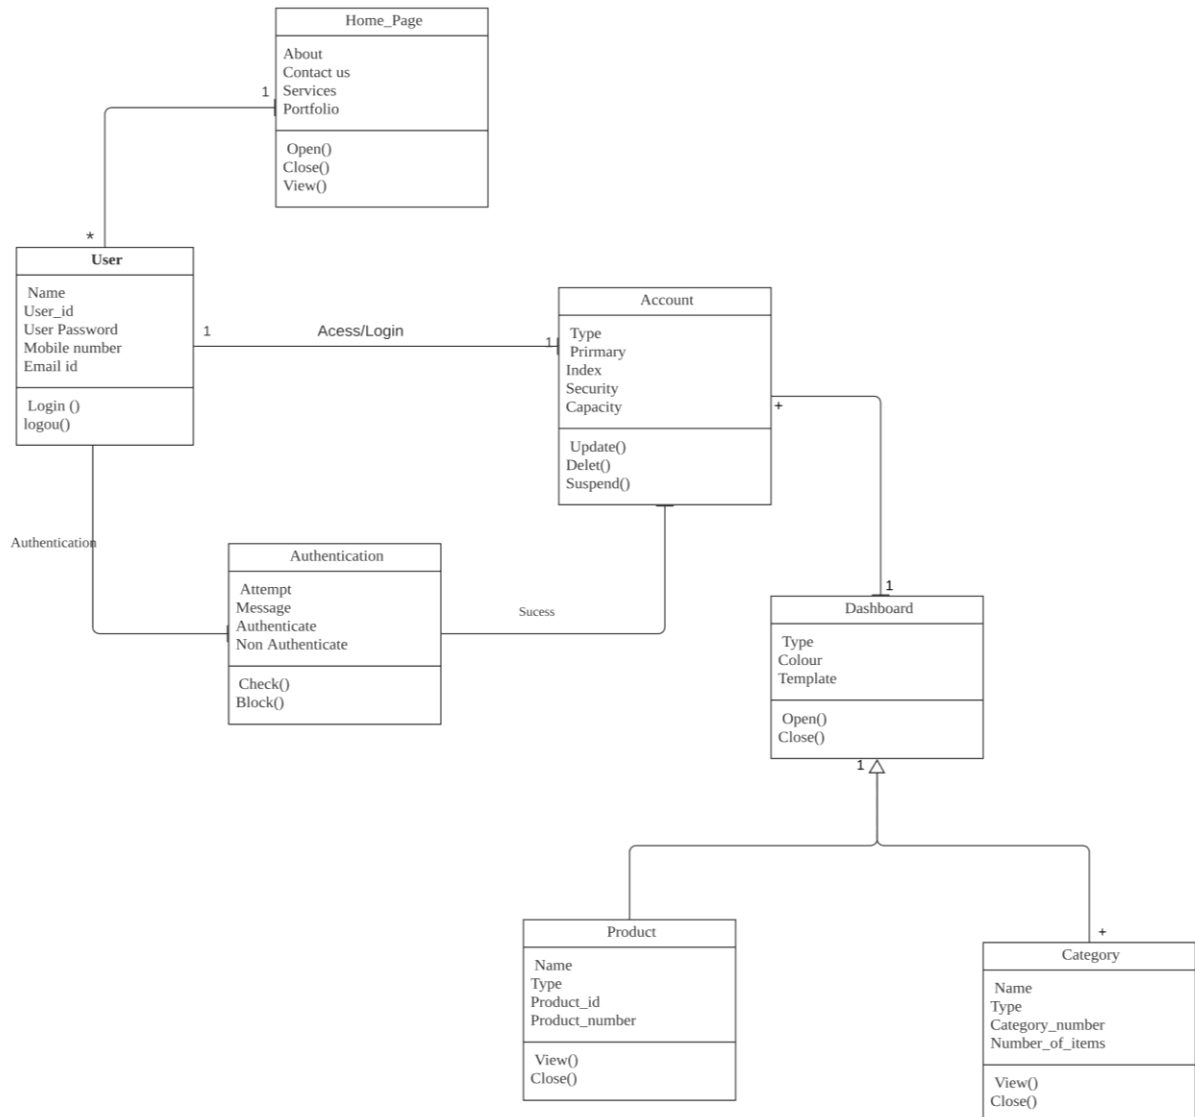 Home_Page
About
Contact us
Services
Portfolio
Open()
Close()
View()
1
*
User
Name
User_id
User Password
Mobile number
Email id
Login ()
logou()
1
Acess/Login
1
Account
Type
Prirmary
Index
Security
Capacity
Update()
Delet()
Suspend()
+
Authentication
Authentication
Attempt
Message
Authenticate
Non Authenticate
Check()
Block()
Sucess
1
Dashboard
Type
Colour
Template
Open()
Close()
1
Product
Name
Type
Product_id
Product_number
View()
Close()
+
Category
Name
Type
Category_number
Number_of_items
View()
Close()